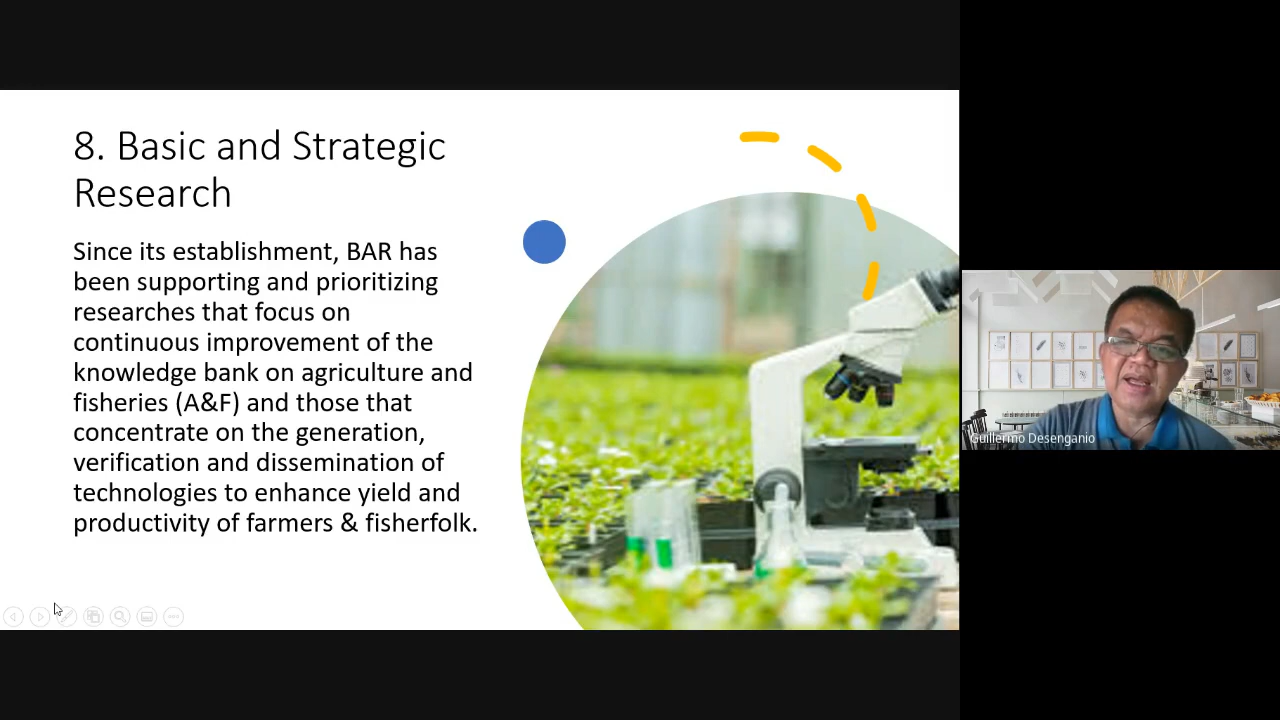 8. Basic and Strategic
Research
Since its establishment, BAR has
been supporting and prioritizing
researches that focus on
continuous improvement of the
knowledge bank on agriculture and
fisheries (A&F) and those that
concentrate on the generation,
verification and dissemination of
technologies to enhance yield and
productivity of farmers & fisherfolk.
Guillermo Desenganio